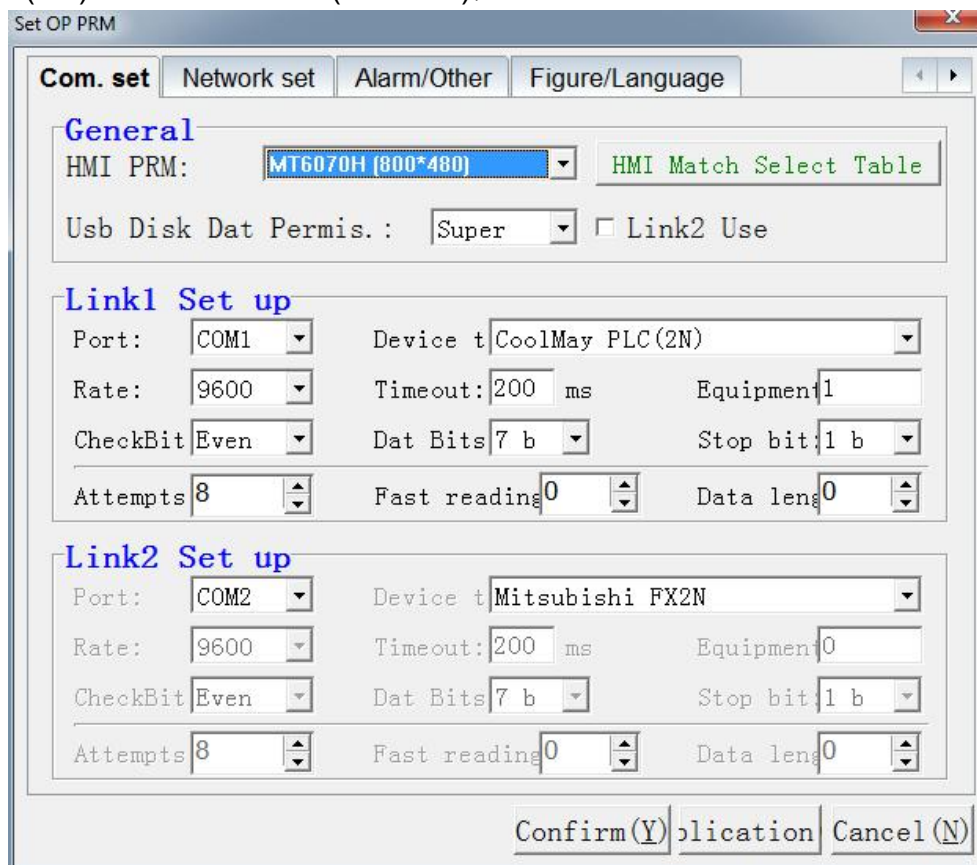 Set OP PRM
Com. set Network set Alarm/Other Figure/Language
General
HMI PRM: MT6070H (800*480) HMI Match Select Table
Usb Disk Dat Permis.: Super Link2 Use
Link1 Set up
Port: COM1 Device t CoolMay PLC(2N)
Rate: 9600 Timeout: 200 ms Equipment 1
CheckBit Even Dat Bits 7 b Stop bit: 1 b
Attempts 8 Fast reading 0 Data leng 0
Link2 Set up
Port: COM2 Device t Mitsubishi FX2N
Rate: 9600 Timeout: 200 ms Equipment 0
CheckBit Even Dat Bits 7 b Stop bit: 1 b
Attempts 8 Fast reading 0 Data leng 0
Confirm(Y) plication Cancel(N)